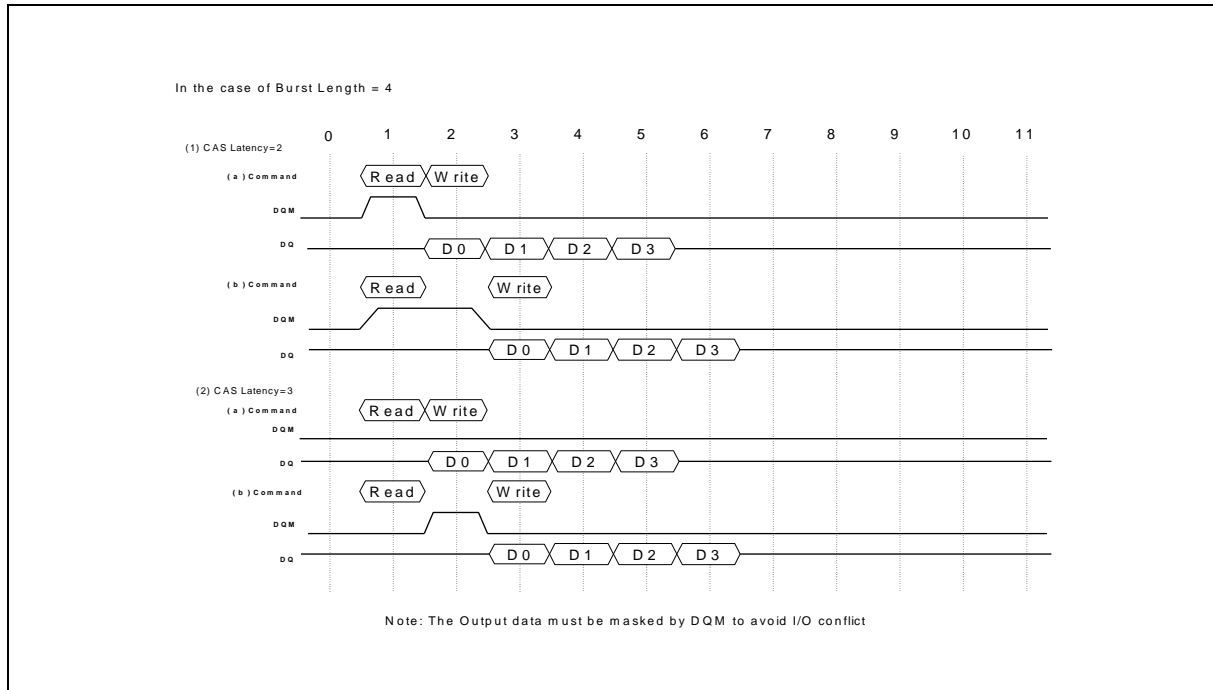 In the case of Burst Length = 4
0 1 2 3 4 5 6 7 8 9 10 11
(1) CAS Latency=2
(a) Command Read Write
DQM
DQ D0 D1 D2 D3
(b) Command Read Write
DQM
DQ D0 D1 D2 D3
(2) CAS Latency=3
(a) Command Read Write
DQM
DQ D0 D1 D2 D3
(b) Command Read Write
DQM
DQ D0 D1 D2 D3
Note: The Output data must be masked by DQM to avoid I/O conflict